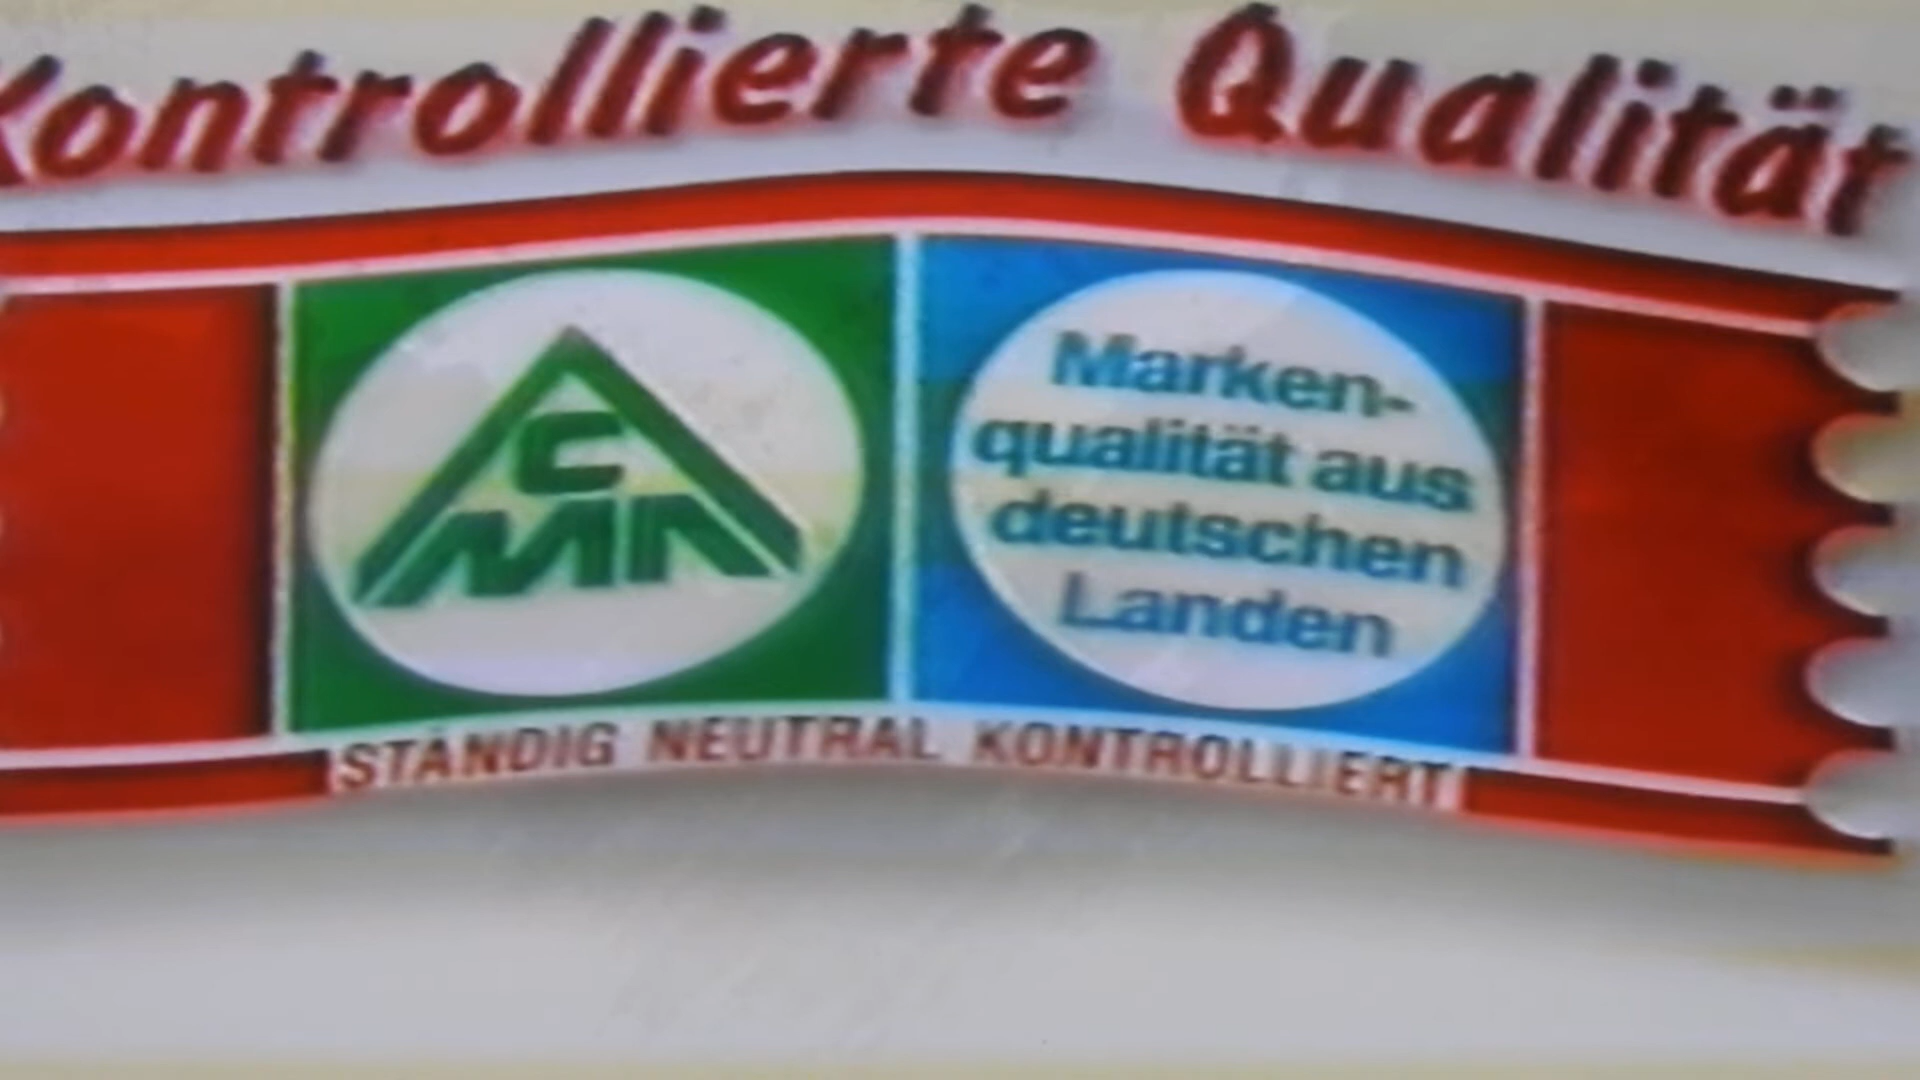 Kontrollierte Qualität
CMA
Marken-
qualität aus
deutschen
Landen
STÄNDIG NEUTRAL KONTROLLIERT